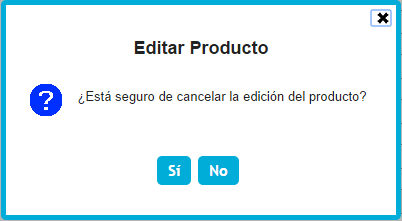 Editar Producto
¿Está seguro de cancelar la edición del producto?
Sí No